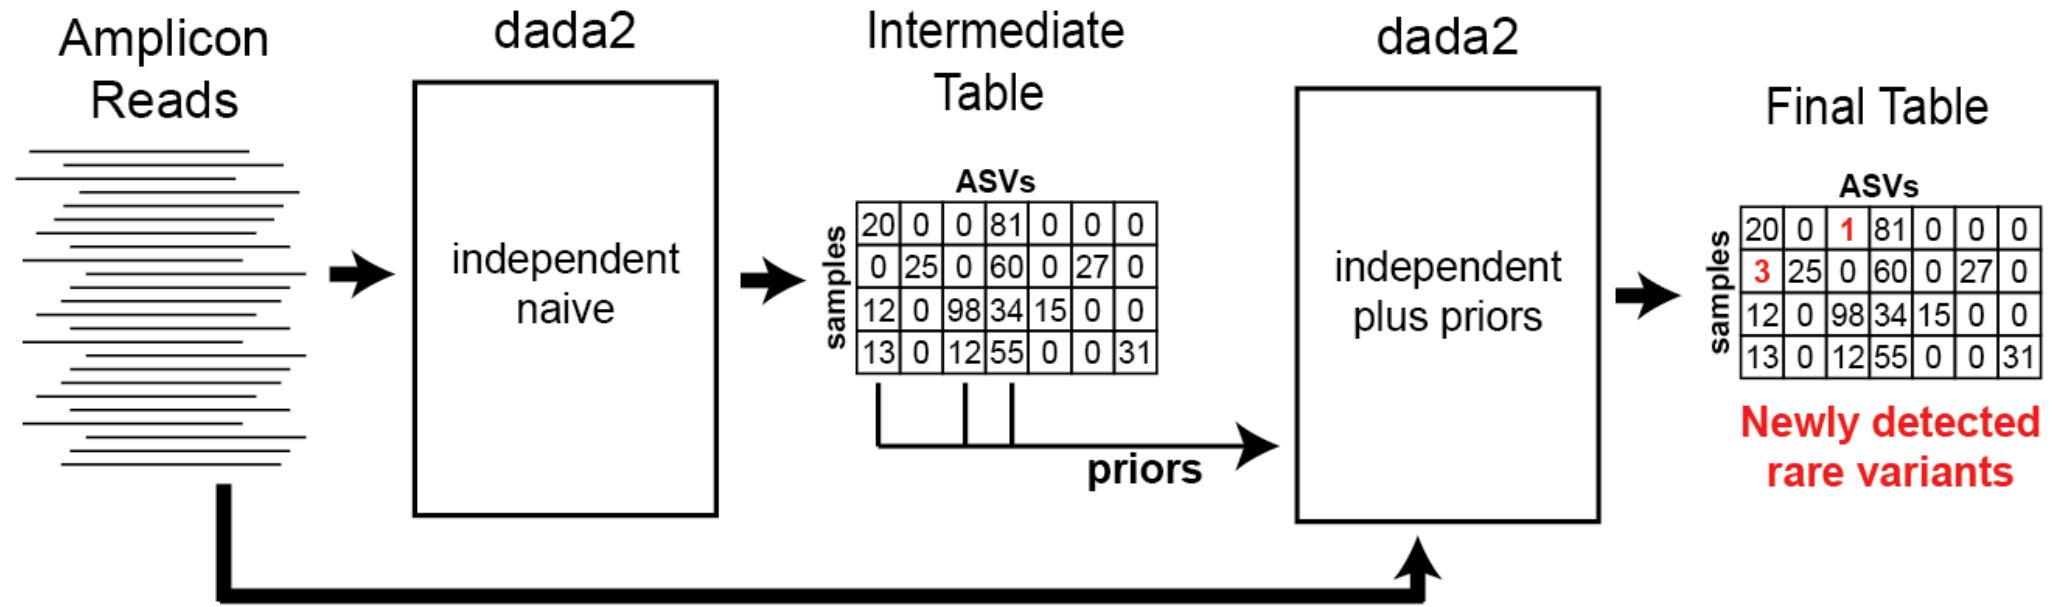 Amplicon
Reads
dada2
independent
naive
Intermediate
Table
ASVs
samples
20 0 0 81 0 0 0
0 25 0 60 0 27 0
12 0 98 34 15 0 0
13 0 12 55 0 0 31
priors
dada2
independent
plus priors
Final Table
ASVs
samples
20 0 1 81 0 0 0
3 25 0 60 0 27 0
12 0 98 34 15 0 0
13 0 12 55 0 0 31
Newly detected
rare variants